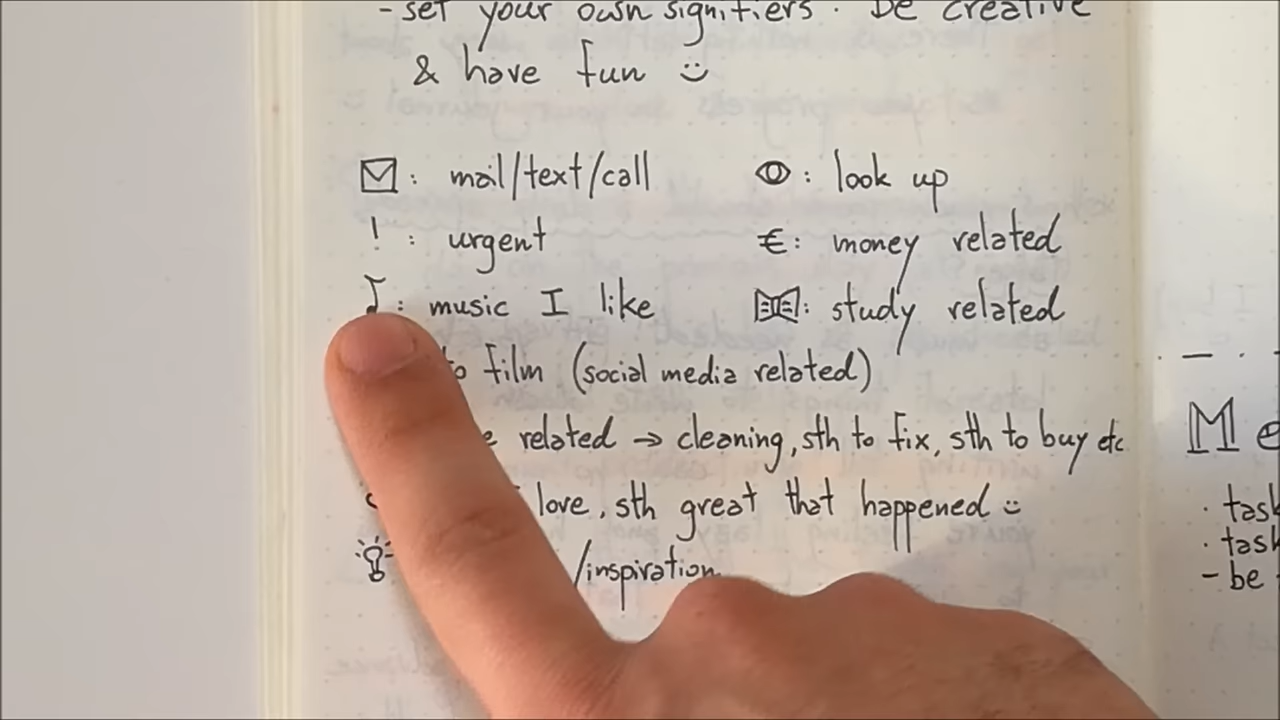 - set your own signifiers. be creative
& have fun :)
: mail/text/call
: look up
! : urgent
€: money related
♪: music I like
: study related
film (social media related)
related → cleaning, sth to fix, sth to buy etc
love, sth great that happened :)
/inspiration
· task
· task
- be